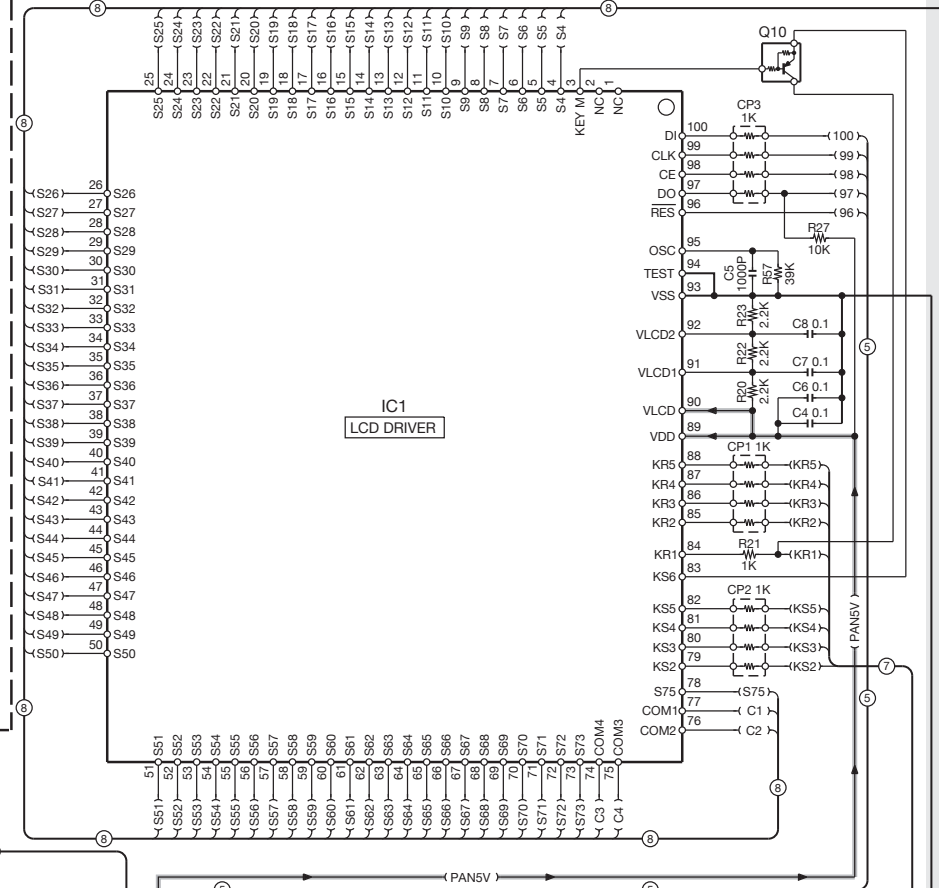 8 8
S25 S24 S23 S22 S21 S20 S19 S18 S17 S16 S15 S14 S13 S12 S11 S10 S9 S8 S7 S6 S5 S4
25 24 23 22 21 20 19 18 17 16 15 14 13 12 11 10 9 8 7 6 5 4 3 2 1
S25 S24 S23 S22 S21 S20 S19 S18 S17 S16 S15 S14 S13 S12 S11 S10 S9 S8 S7 S6 S5 S4 KEY M NC NC
Q10
CP3
1K
8
DI 100 100
CLK 99 99
CE 98 98
DO 97 97
RES 96 96
R27
10K
OSC 95
TEST 94
VSS 93
C5
1000P
R57
39K
R23
2.2K
VLCD2 92
C8 0.1
R22
2.2K
5
VLCD1 91
C7 0.1
R20
2.2K
C6 0.1
VLCD 90
C4 0.1
VDD 89
CP1 1K
KR5 88 KR5
KR4 87 KR4
KR3 86 KR3
KR2 85 KR2
R21
KR1 84 KR1
1K
KS6 83
CP2 1K
KS5 82 KS5
KS4 81 KS4
KS3 80 KS3
KS2 79 KS2
PAN5V
7
5
S75 78 S75
COM1 77 C1
COM2 76 C2
8
IC1
LCD DRIVER
S26 26 S26
S27 27 S27
S28 28 S28
S29 29 S29
S30 30 S30
S31 31 S31
S32 32 S32
S33 33 S33
S34 34 S34
S35 35 S35
S36 36 S36
S37 37 S37
S38 38 S38
S39 39 S39
S40 40 S40
S41 41 S41
S42 42 S42
S43 43 S43
S44 44 S44
S45 45 S45
S46 46 S46
S47 47 S47
S48 48 S48
S49 49 S49
S50 50 S50
8
S51 S52 S53 S54 S55 S56 S57 S58 S59 S60 S61 S62 S63 S64 S65 S66 S67 S68 S69 S70 S71 S72 S73 COM4 COM3
51 52 53 54 55 56 57 58 59 60 61 62 63 64 65 66 67 68 69 70 71 72 73 74 75
S51 S52 S53 S54 S55 S56 S57 S58 S59 S60 S61 S62 S63 S64 S65 S66 S67 S68 S69 S70 S71 S72 S73 C3 C4
8 8
PAN5V